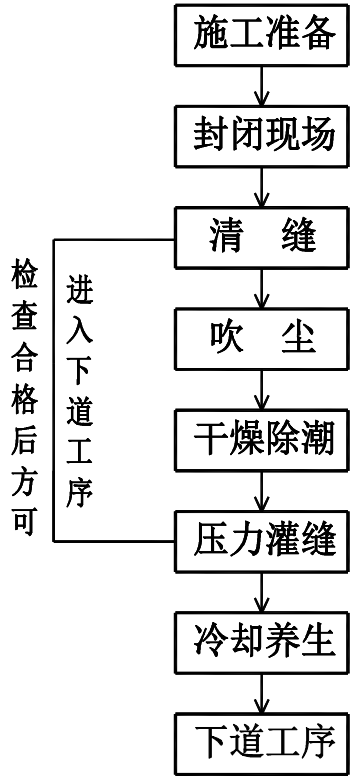 施工准备
封闭现场
清 缝
吹 尘
干燥除潮
压力灌缝
冷却养生
下道工序
检查合格后方可
进入下道工序